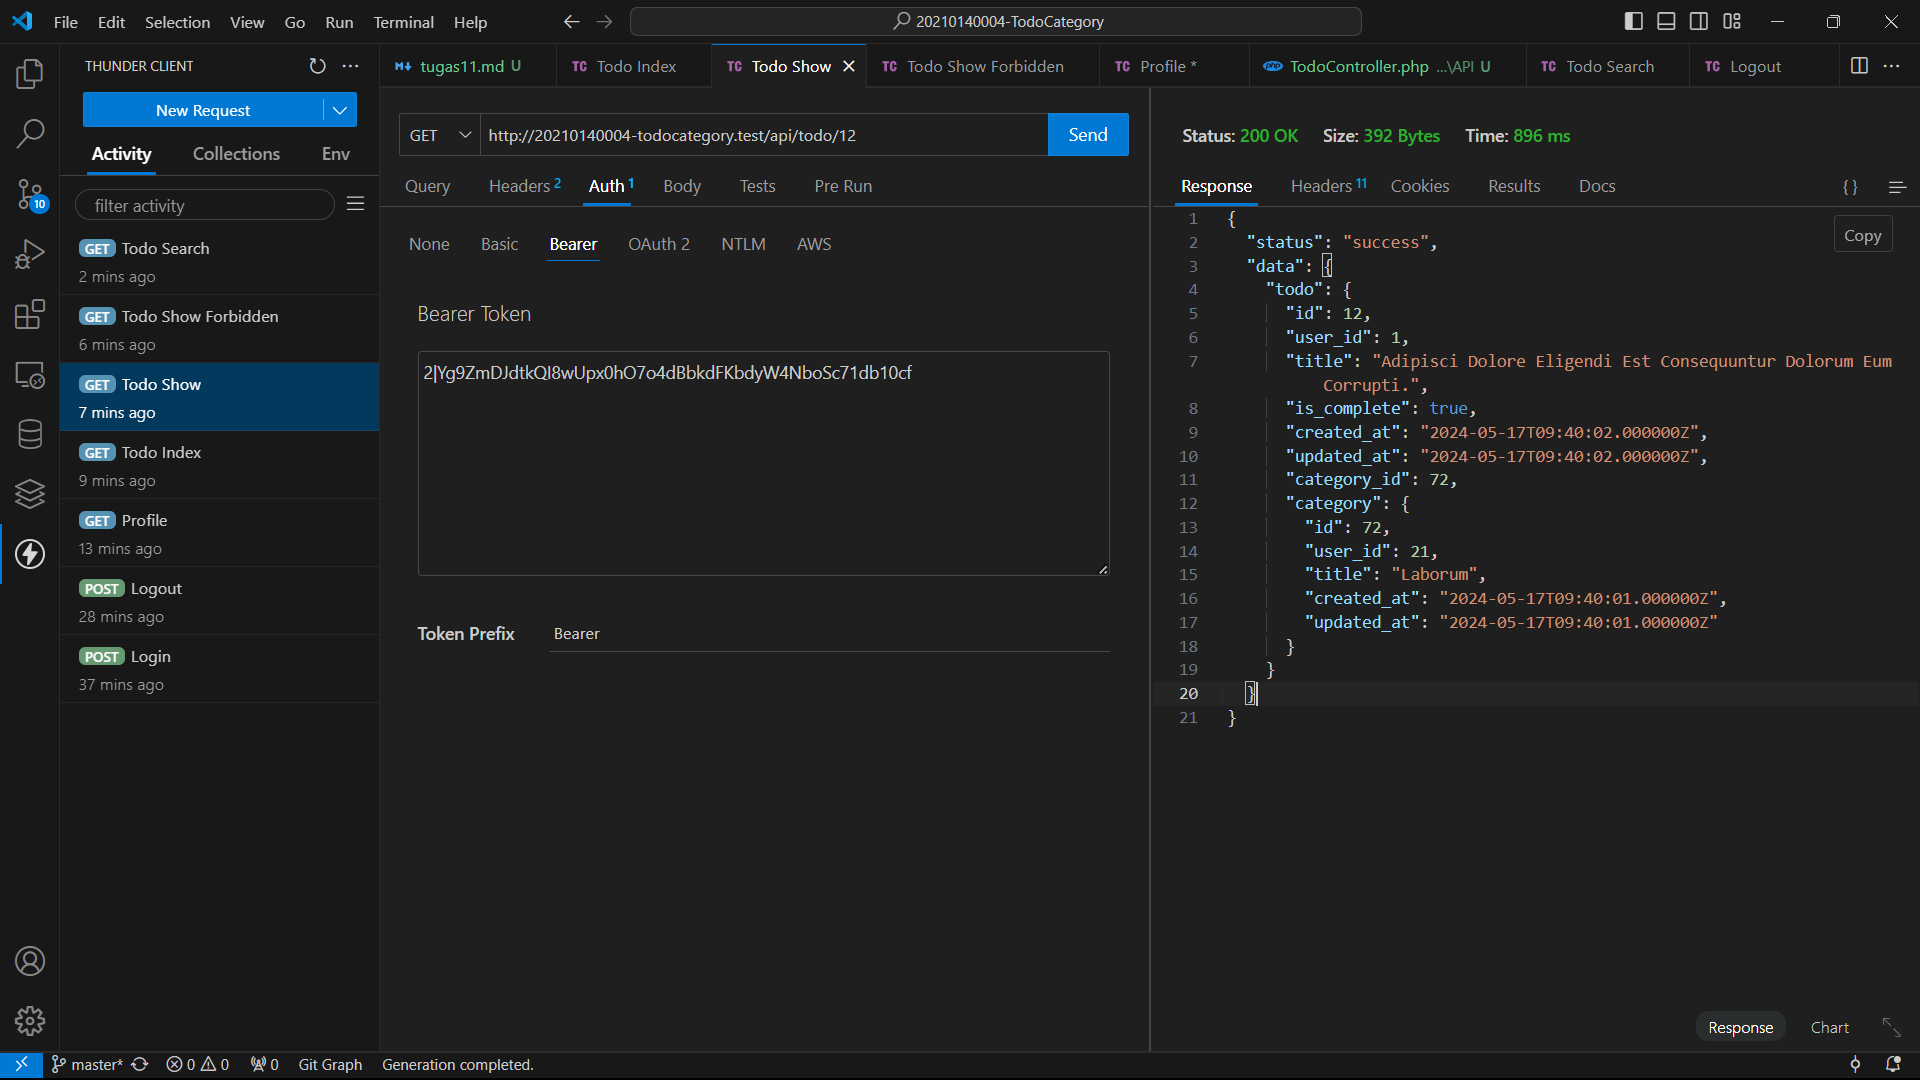 File Edit Selection View Go Run Terminal Help
20210140004-TodoCategory
THUNDER CLIENT
New Request
Activity Collections Env
filter activity
GET Todo Search
2 mins ago
GET Todo Show Forbidden
6 mins ago
GET Todo Show
7 mins ago
GET Todo Index
9 mins ago
GET Profile
13 mins ago
POST Logout
28 mins ago
POST Login
37 mins ago
10
tugas11.md U
TC Todo Index
TC Todo Show
TC Todo Show Forbidden
TC Profile *
php TodoController.php ...\API U
TC Todo Search
TC Logout
GET http://20210140004-todocategory.test/api/todo/12 Send
Query Headers 2 Auth 1 Body Tests Pre Run
None Basic Bearer OAuth 2 NTLM AWS
Bearer Token
2|Yg9ZmDJdtkQI8wUpx0hO7o4dBbkdFKbdyW4NboSc71db10cf
Token Prefix Bearer
Status: 200 OK Size: 392 Bytes Time: 896 ms
Response Headers 11 Cookies Results Docs { }
Copy
1 {
2 "status": "success",
3 "data": {
4 "todo": {
5 "id": 12,
6 "user_id": 1,
7 "title": "Adipisci Dolore Eligendi Est Consequuntur Dolorum Eum
Corrupti.",
8 "is_complete": true,
9 "created_at": "2024-05-17T09:40:02.000000Z",
10 "updated_at": "2024-05-17T09:40:02.000000Z",
11 "category_id": 72,
12 "category": {
13 "id": 72,
14 "user_id": 21,
15 "title": "Laborum",
16 "created_at": "2024-05-17T09:40:01.000000Z",
17 "updated_at": "2024-05-17T09:40:01.000000Z"
18 }
19 }
20 }
21 }
Response Chart
master* 0 0 0 Git Graph Generation completed.